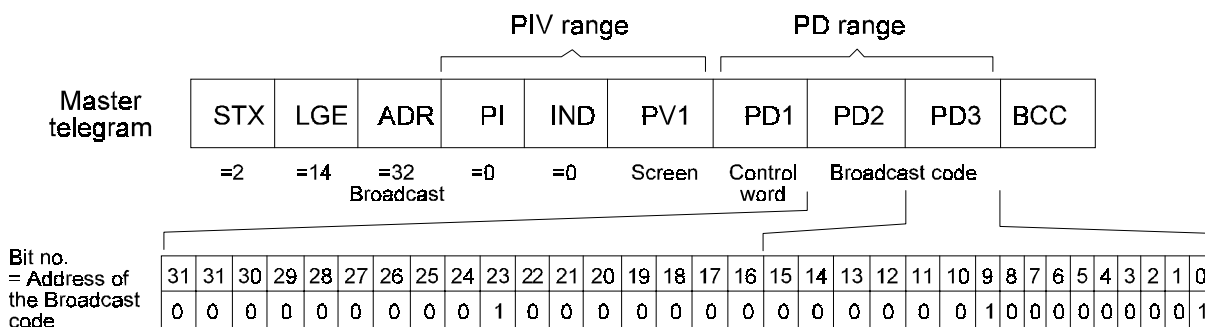 PIV range PD range
Master telegram STX LGE ADR PI IND PV1 PD1 PD2 PD3 BCC
=2 =14 =32 =0 =0 Screen Control Broadcast code
Broadcast word
Bit no.
= Address of 31 31 30 29 28 27 26 25 24 23 22 21 20 19 18 17 16 15 14 13 12 11 10 9 8 7 6 5 4 3 2 1 0
the Broadcast
code 0 0 0 0 0 0 0 0 0 1 0 0 0 0 0 0 0 0 0 0 0 0 0 1 0 0 0 0 0 0 0 0 1